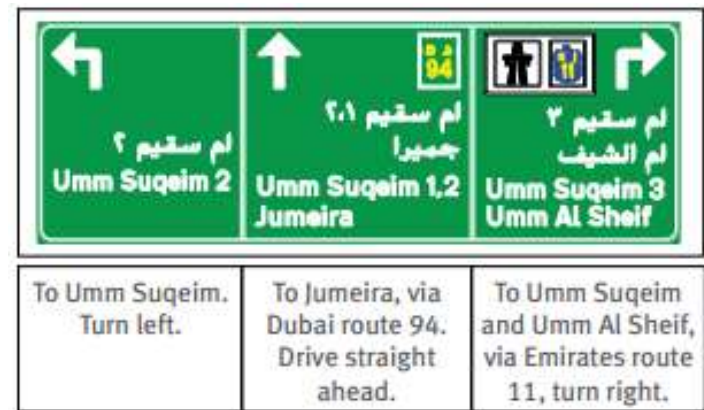 ام سقيم ٢
Umm Suqeim 2
د د
94
ام سقيم ٢،١
جميرا
Umm Suqeim 1,2
Jumeira
ام سقيم ٣
ام الشيف
Umm Suqeim 3
Umm Al Sheif
To Umm Suqeim.
Turn left.
To Jumeira, via
Dubai route 94.
Drive straight
ahead.
To Umm Suqeim
and Umm Al Sheif,
via Emirates route
11, turn right.